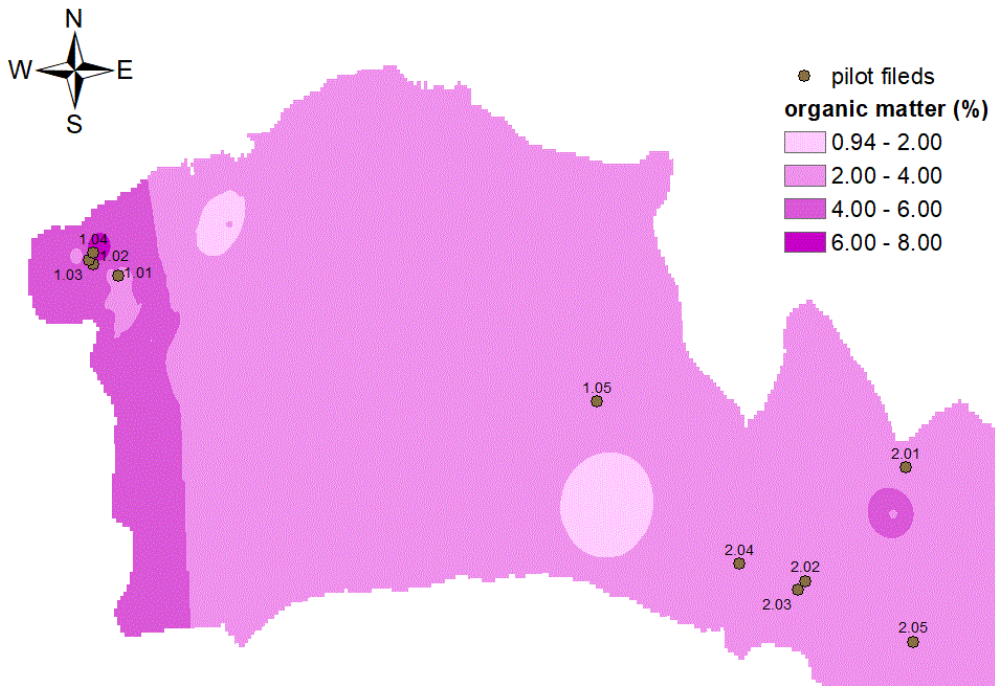 N
W E
S
pilot fileds
organic matter (%)
0.94 - 2.00
2.00 - 4.00
4.00 - 6.00
6.00 - 8.00
1.04
1.02
1.03
1.01
1.05
2.01
2.04
2.02
2.03
2.05